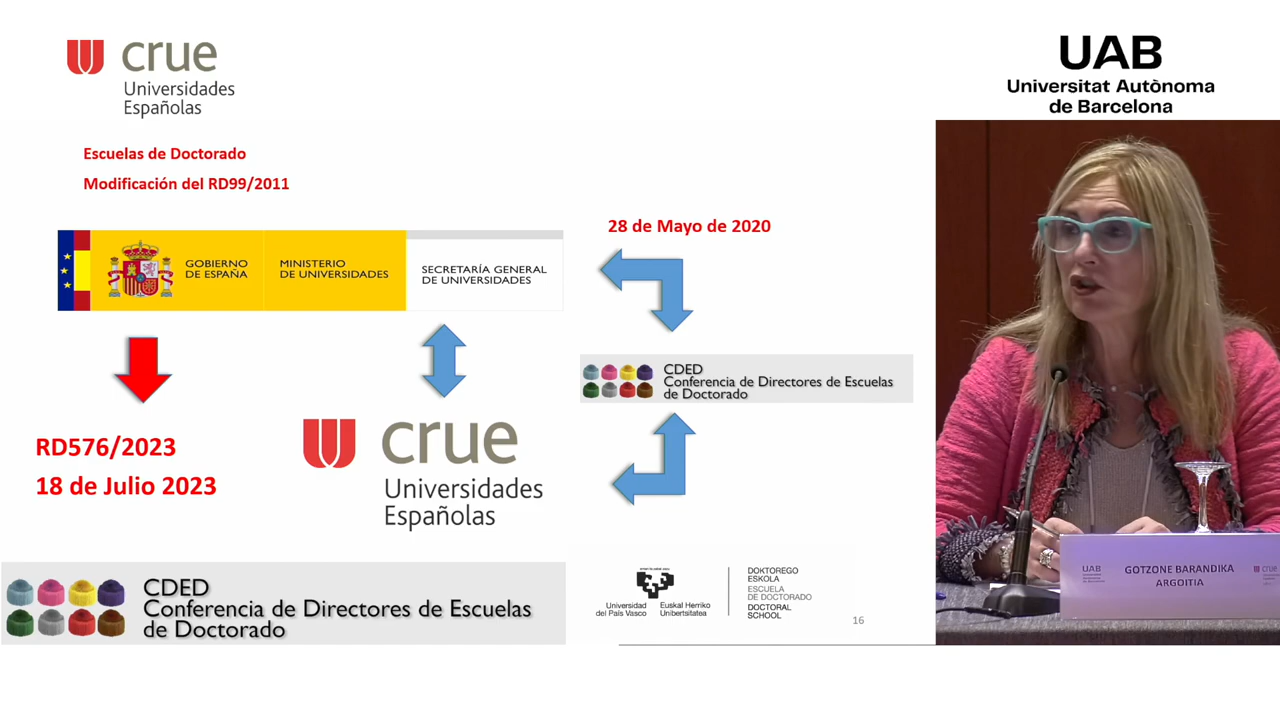 crue
Universidades
Españolas
UAB
Universitat Autònoma
de Barcelona
Escuelas de Doctorado
Modificación del RD99/2011
28 de Mayo de 2020
GOBIERNO
DE ESPAÑA
MINISTERIO
DE UNIVERSIDADES
SECRETARÍA GENERAL
DE UNIVERSIDADES
CDED
Conferencia de Directores de Escuelas
de Doctorado
RD576/2023
18 de Julio 2023
crue
Universidades
Españolas
CDED
Conferencia de Directores de Escuelas
de Doctorado
Universidad
del País Vasco
Euskal Herriko
Unibertsitatea
DOKTOREGO
ESKOLA
ESCUELA
DE DOCTORADO
DOCTORAL
SCHOOL
16
UAB
GOTZONE BARANDIKA
ARGOITIA
crue